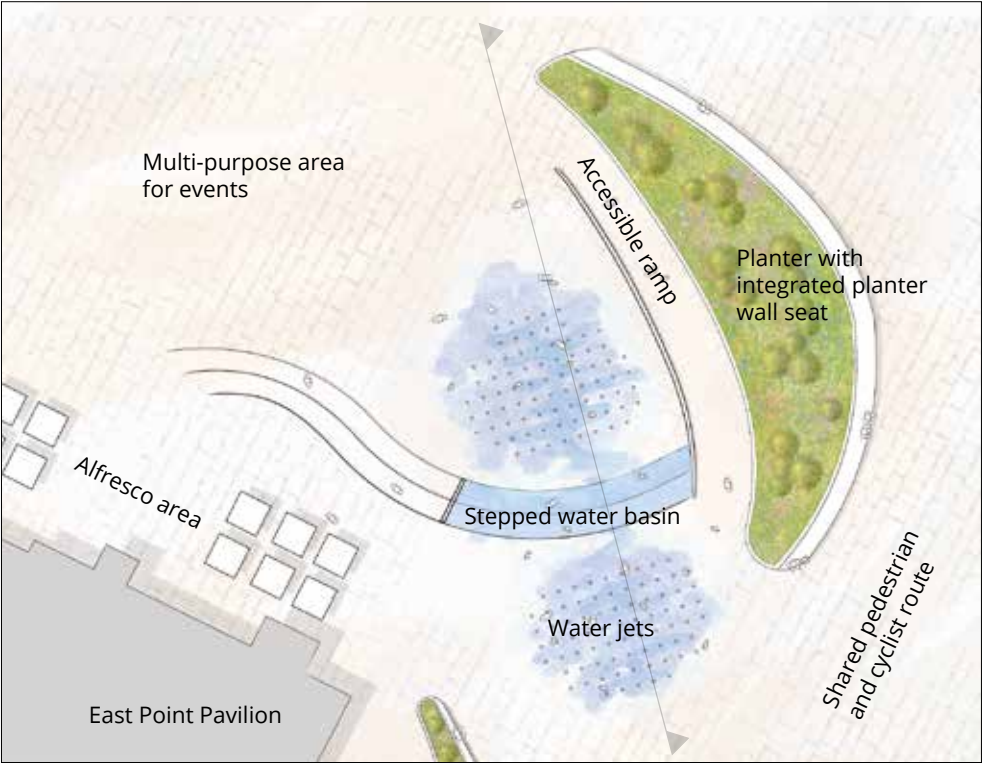 Multi-purpose area
for events
Accessible ramp
Planter with
integrated planter
wall seat
Alfresco area
Stepped water basin
Water jets
Shared pedestrian
and cyclist route
East Point Pavilion